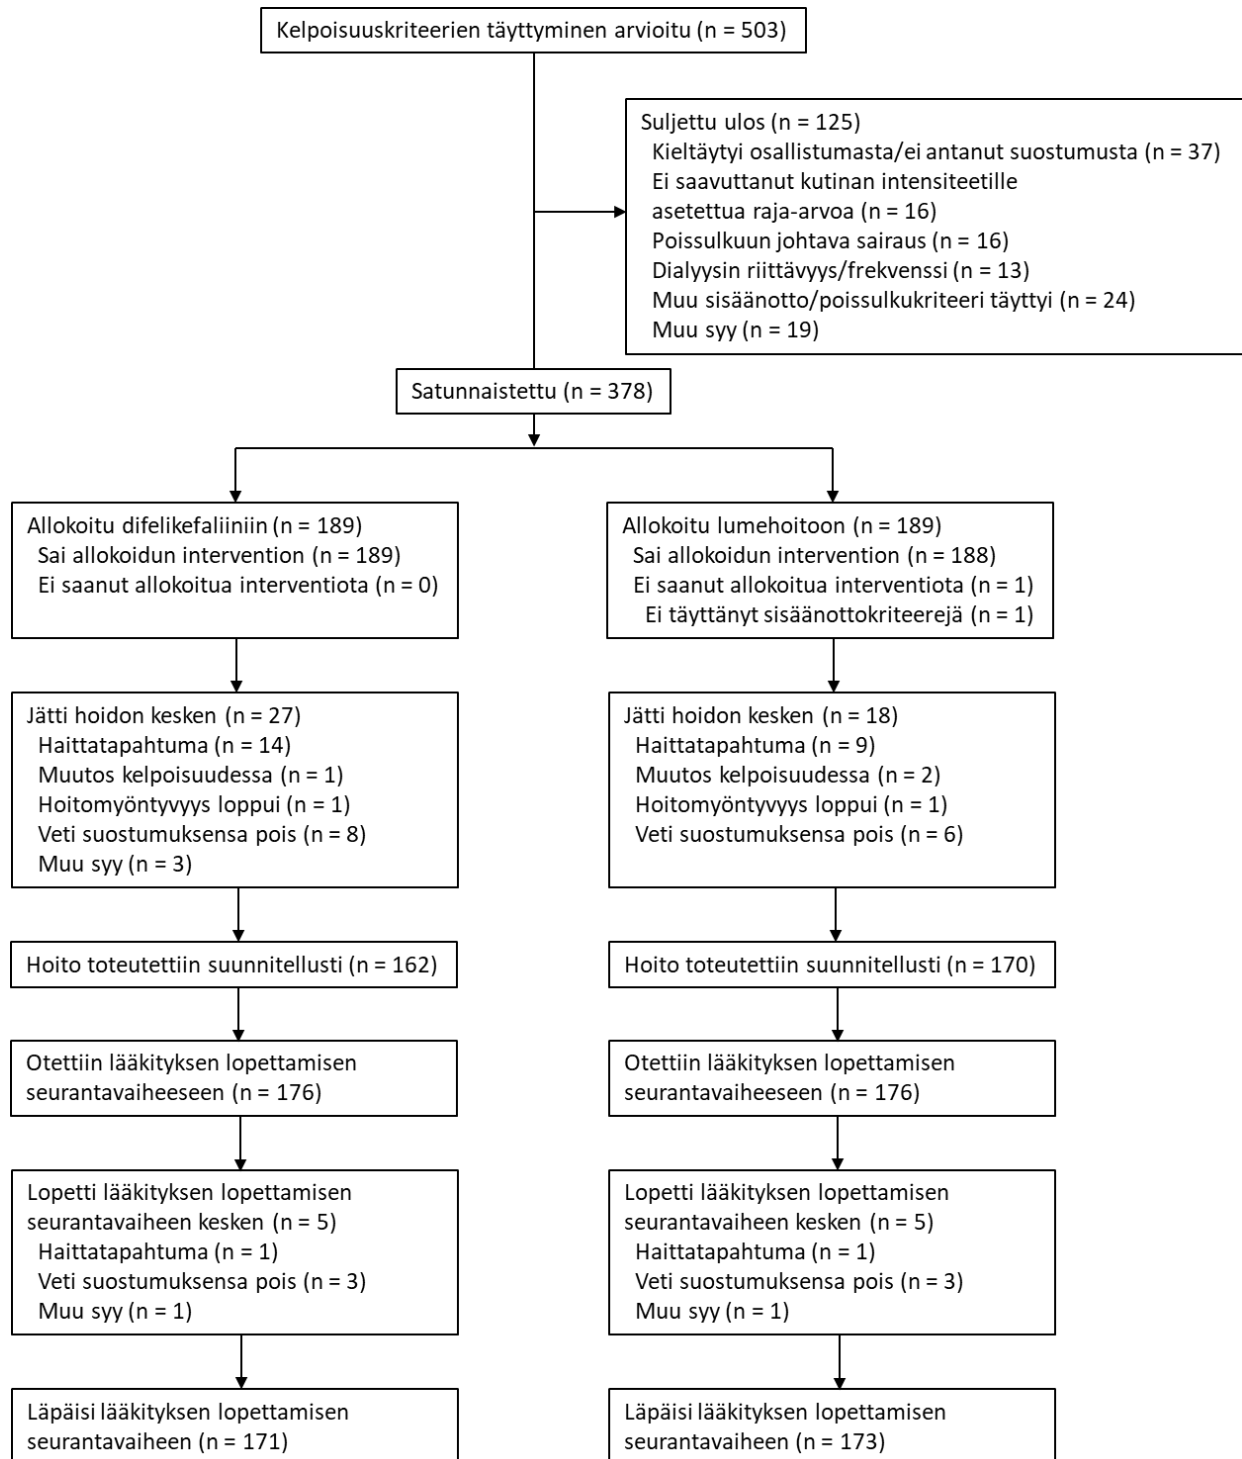 Kelpoisuuskriteerien täyttyminen arvioitu (n = 503)
Suljettu ulos (n = 125)
Kieltäytyi osallistumasta/ei antanut suostumusta (n = 37)
Ei saavuttanut kutinan intensiteetille
asetettua raja-arvoa (n = 16)
Poissulkuun johtava sairaus (n = 16)
Dialyysin riittävyys/frekvenssi (n = 13)
Muu sisäänotto/poissulkukriteeri täyttyi (n = 24)
Muu syy (n = 19)
Satunnaistettu (n = 378)
Allokoitu difelikefaliiniin (n = 189)
Sai allokoidun intervention (n = 189)
Ei saanut allokoitua interventiota (n = 0)
Allokoitu lumehoitoon (n = 189)
Sai allokoidun intervention (n = 188)
Ei saanut allokoitua interventiota (n = 1)
Ei täyttänyt sisäänottokriteerejä (n = 1)
Jätti hoidon kesken (n = 27)
Haittatapahtuma (n = 14)
Muutos kelpoisuudessa (n = 1)
Hoitomyöntyvyys loppui (n = 1)
Veti suostumuksensa pois (n = 8)
Muu syy (n = 3)
Jätti hoidon kesken (n = 18)
Haittatapahtuma (n = 9)
Muutos kelpoisuudessa (n = 2)
Hoitomyöntyvyys loppui (n = 1)
Veti suostumuksensa pois (n = 6)
Hoito toteutettiin suunnitellusti (n = 162)
Hoito toteutettiin suunnitellusti (n = 170)
Otettiin lääkityksen lopettamisen
seurantavaiheeseen (n = 176)
Otettiin lääkityksen lopettamisen
seurantavaiheeseen (n = 176)
Lopetti lääkityksen lopettamisen
seurantavaiheen kesken (n = 5)
Haittatapahtuma (n = 1)
Veti suostumuksensa pois (n = 3)
Muu syy (n = 1)
Lopetti lääkityksen lopettamisen
seurantavaiheen kesken (n = 5)
Haittatapahtuma (n = 1)
Veti suostumuksensa pois (n = 3)
Muu syy (n = 1)
Läpäisi lääkityksen lopettamisen
seurantavaiheen (n = 171)
Läpäisi lääkityksen lopettamisen
seurantavaiheen (n = 173)